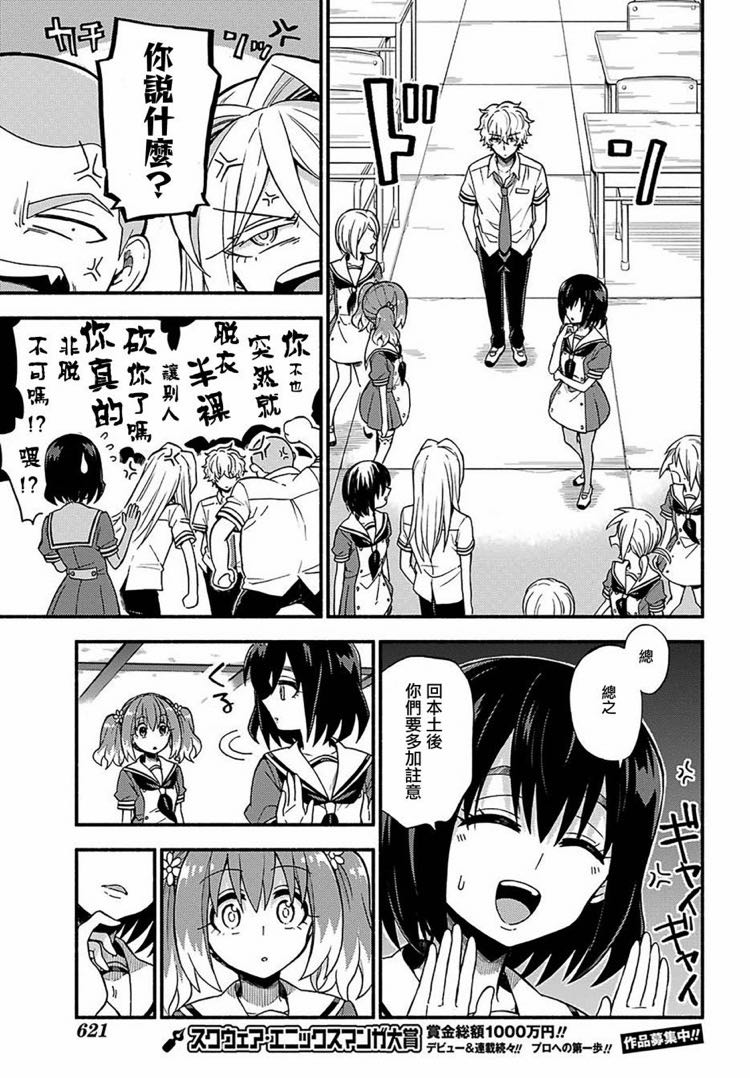 ドドド
你說什麼？
カチン
你不也
突然就
脫衣
半裸
讓別人
砍你了嗎
你真的
非脫
不可嗎!?
喂!?
總
總之
回本土後
你們要多加註意
ギャイギャイ
くるっ
621
スクウェア・エニックスマンガ大賞
賞金総額1000万円!!
デビュー&連載続々!! プロへの第一歩!!
作品募集中!!